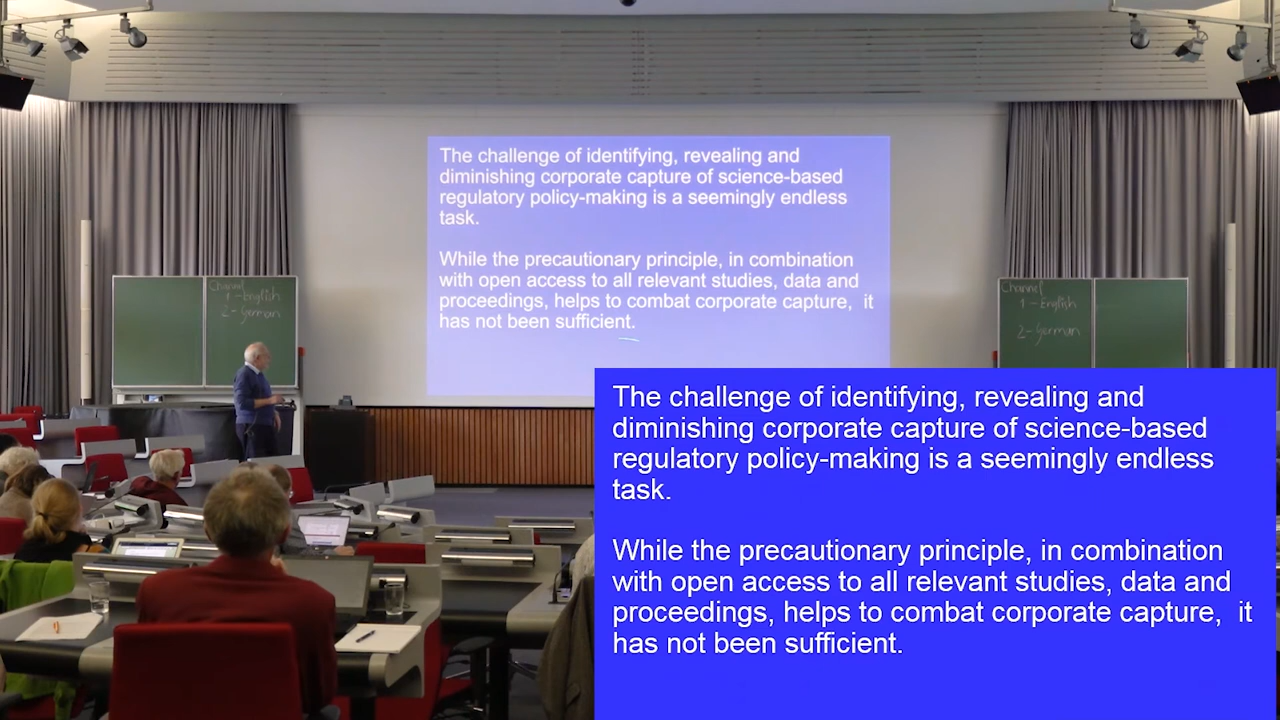 The challenge of identifying, revealing and
diminishing corporate capture of science-based
regulatory policy-making is a seemingly endless
task.
While the precautionary principle, in combination
with open access to all relevant studies, data and
proceedings, helps to combat corporate capture,  it
has not been sufficient.
Channel
1 - English
2 - German
Channel
1 - English
2 - German
The challenge of identifying, revealing and
diminishing corporate capture of science-based
regulatory policy-making is a seemingly endless
task.
While the precautionary principle, in combination
with open access to all relevant studies, data and
proceedings, helps to combat corporate capture,  it
has not been sufficient.